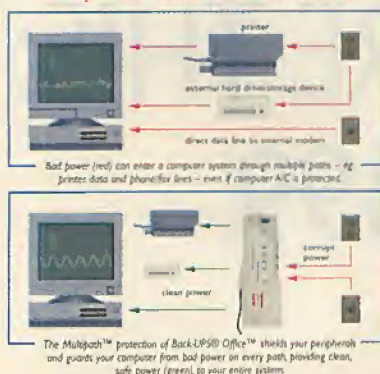 printer
external hard drive/storage device
direct data line to internal modem
Bad power (red) can enter a computer system through multiple paths – eg
printer data and phone/fax lines – even if computer A/C is protected.
corrupt
power
clean power
The Multipath™ protection of Back-UPS® Office™ shields your peripherals
and guards your computer from bad power on every path, providing clean,
safe power (green), to your entire system.